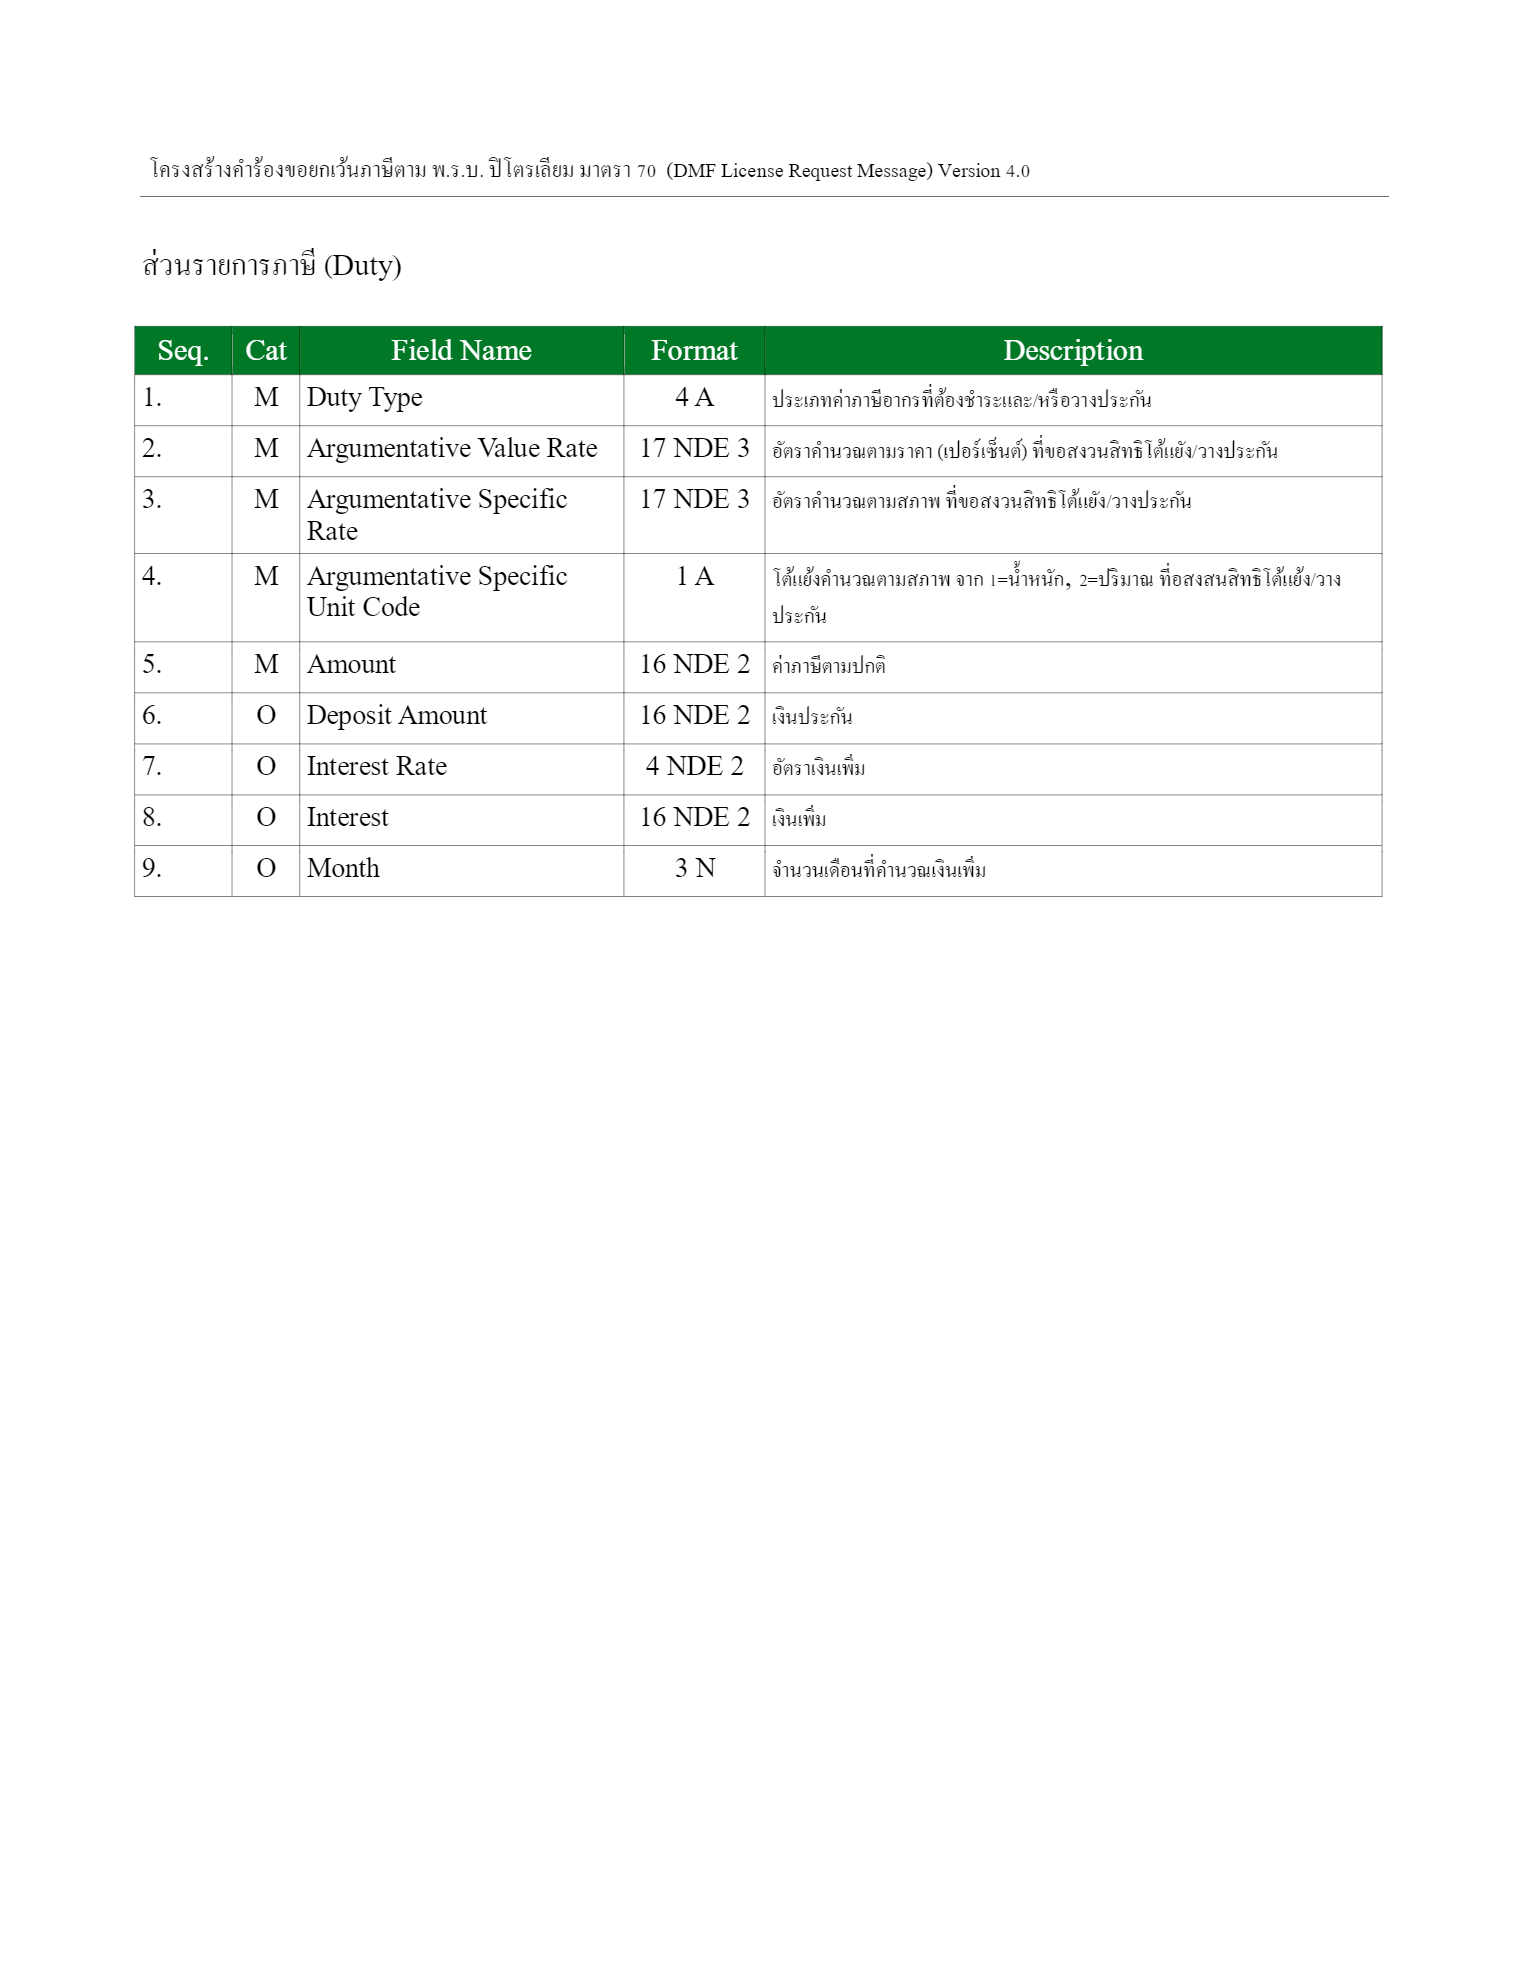 โครงสร้างคำร้องขอยกเว้นภาษีตาม พ.ร.บ. ปิโตรเลียม มาตรา 70 (DMF License Request Message) Version 4.0
ส่วนรายการภาษี (Duty)
Seq. Cat Field Name Format Description
1. M Duty Type 4 A ประเภทค่าภาษีอากรที่ต้องชำระและ/หรือวางประกัน
2. M Argumentative Value Rate 17 NDE 3 อัตราคำนวณตามราคา (เปอร์เซ็นต์) ที่ขอสงวนสิทธิโต้แย้ง/วางประกัน
3. M Argumentative Specific 17 NDE 3 อัตราคำนวณตามสภาพ ที่ขอสงวนสิทธิโต้แย้ง/วางประกัน
Rate
4. M Argumentative Specific 1 A โต้แย้งคำนวณตามสภาพ จาก 1=น้ำหนัก, 2=ปริมาณ ที่อสงสนสิทธิโต้แย้ง/วาง
Unit Code ประกัน
5. M Amount 16 NDE 2 ค่าภาษีตามปกติ
6. O Deposit Amount 16 NDE 2 เงินประกัน
7. O Interest Rate 4 NDE 2 อัตราเงินเพิ่ม
8. O Interest 16 NDE 2 เงินเพิ่ม
9. O Month 3 N จำนวนเดือนที่คำนวณเงินเพิ่ม